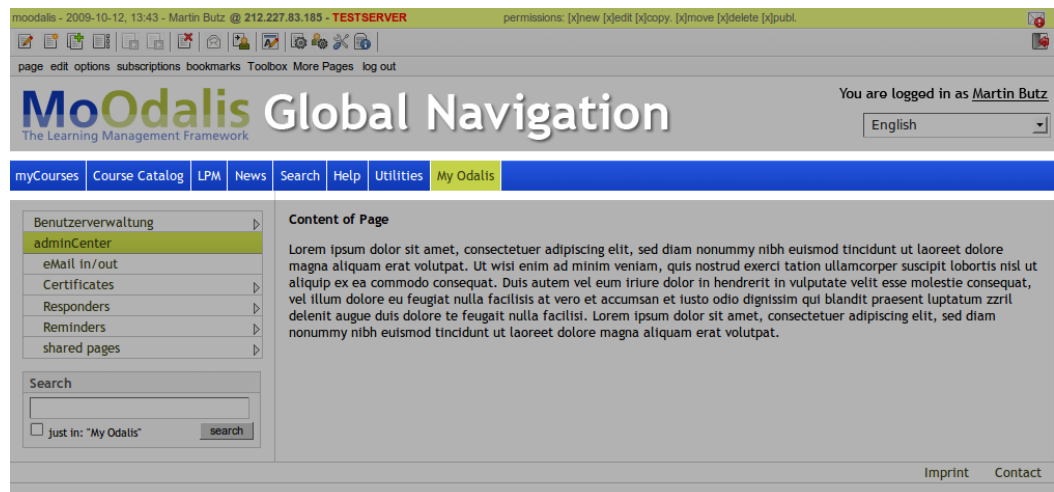 moodalis - 2009-10-12, 13:43 - Martin Butz @ 212.227.83.185 - TESTSERVER permissions: [x]new [x]edit [x]copy. [x]move [x]delete [x]publ.
page edit options subscriptions bookmarks Toolbox More Pages log out
MoOdalis Global Navigation
The Learning Management Framework
You are logged in as Martin Butz
English
myCourses Course Catalog LPM News Search Help Utilities My Odalis
Benutzerverwaltung
adminCenter
eMail in/out
Certificates
Responders
Reminders
shared pages
Search
just in: "My Odalis" search
Content of Page
Lorem ipsum dolor sit amet, consectetuer adipiscing elit, sed diam nonummy nibh euismod tincidunt ut laoreet dolore
magna aliquam erat volutpat. Ut wisi enim ad minim veniam, quis nostrud exerci tation ullamcorper suscipit lobortis nisl ut
aliquip ex ea commodo consequat. Duis autem vel eum iriure dolor in hendrerit in vulputate velit esse molestie consequat,
vel illum dolore eu feugiat nulla facilisis at vero et accumsan et iusto odio dignissim qui blandit praesent luptatum zzril
delenit augue duis dolore te feugait nulla facilisi. Lorem ipsum dolor sit amet, consectetuer adipiscing elit, sed diam
nonummy nibh euismod tincidunt ut laoreet dolore magna aliquam erat volutpat.
Imprint Contact